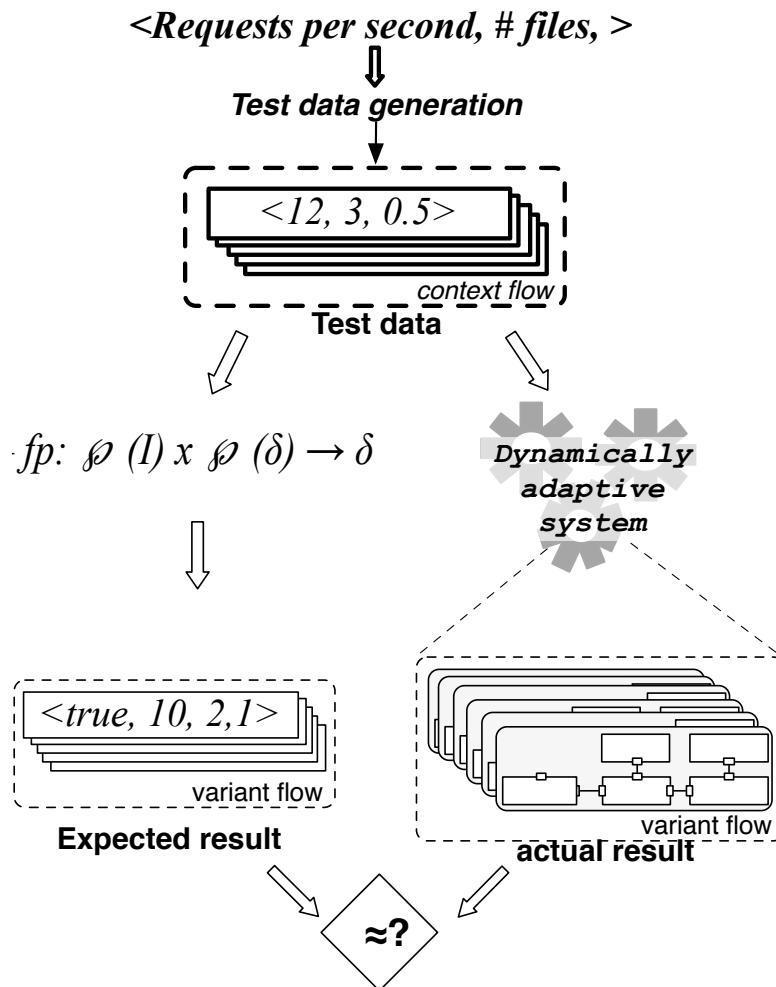 <Requests per second, # files, >
Test data generation
<12, 3, 0.5>
context flow
Test data
fp: ℘ (I) x ℘ (δ) → δ
Dynamically
adaptive
system
<true, 10, 2,1>
variant flow
Expected result
variant flow
actual result
≈?